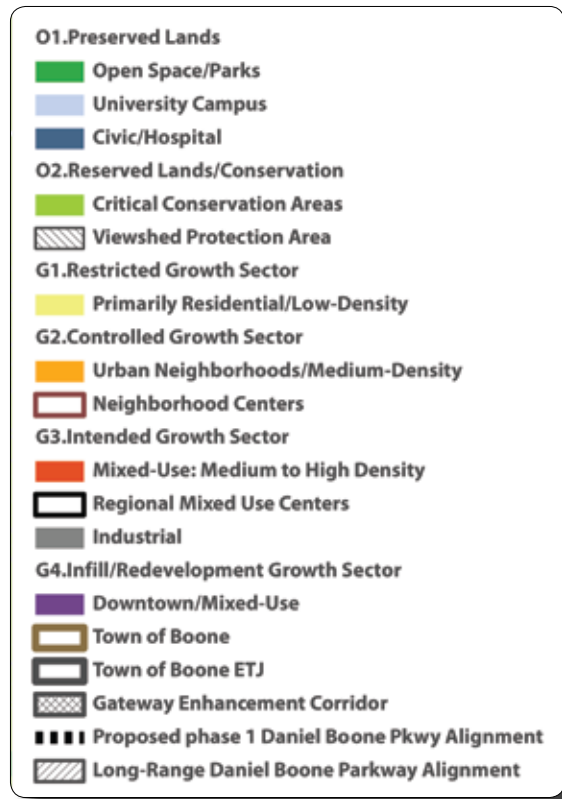 O1.Preserved Lands
Open Space/Parks
University Campus
Civic/Hospital
O2.Reserved Lands/Conservation
Critical Conservation Areas
Viewshed Protection Area
G1.Restricted Growth Sector
Primarily Residential/Low-Density
G2.Controlled Growth Sector
Urban Neighborhoods/Medium-Density
Neighborhood Centers
G3.Intended Growth Sector
Mixed-Use: Medium to High Density
Regional Mixed Use Centers
Industrial
G4.Infill/Redevelopment Growth Sector
Downtown/Mixed-Use
Town of Boone
Town of Boone ETJ
Gateway Enhancement Corridor
Proposed phase 1 Daniel Boone Pkwy Alignment
Long-Range Daniel Boone Parkway Alignment